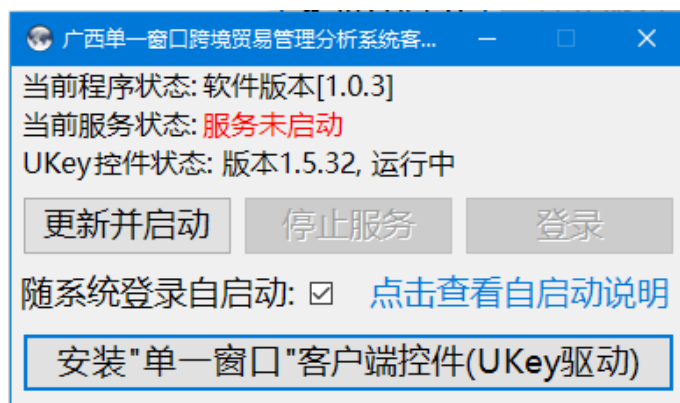 广西单一窗口跨境贸易管理分析系统客...
当前程序状态: 软件版本[1.0.3]
当前服务状态: 服务未启动
UKey控件状态: 版本1.5.32, 运行中
更新并启动 停止服务 登录
随系统登录自启动: 点击查看自启动说明
安装"单一窗口"客户端控件(UKey驱动)